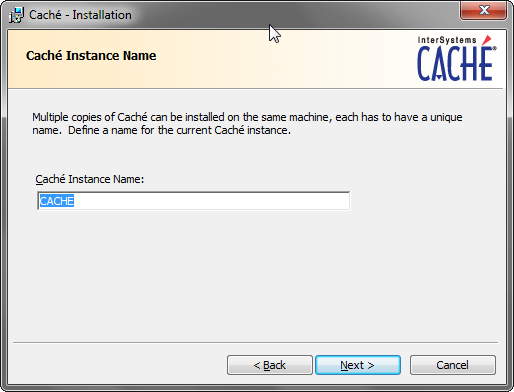 Caché - Installation
Caché Instance Name
InterSystems
CACHÉ®
Multiple copies of Caché can be installed on the same machine, each has to have a unique
name. Define a name for the current Caché instance.
Caché Instance Name:
CACHE
< Back
Next >
Cancel